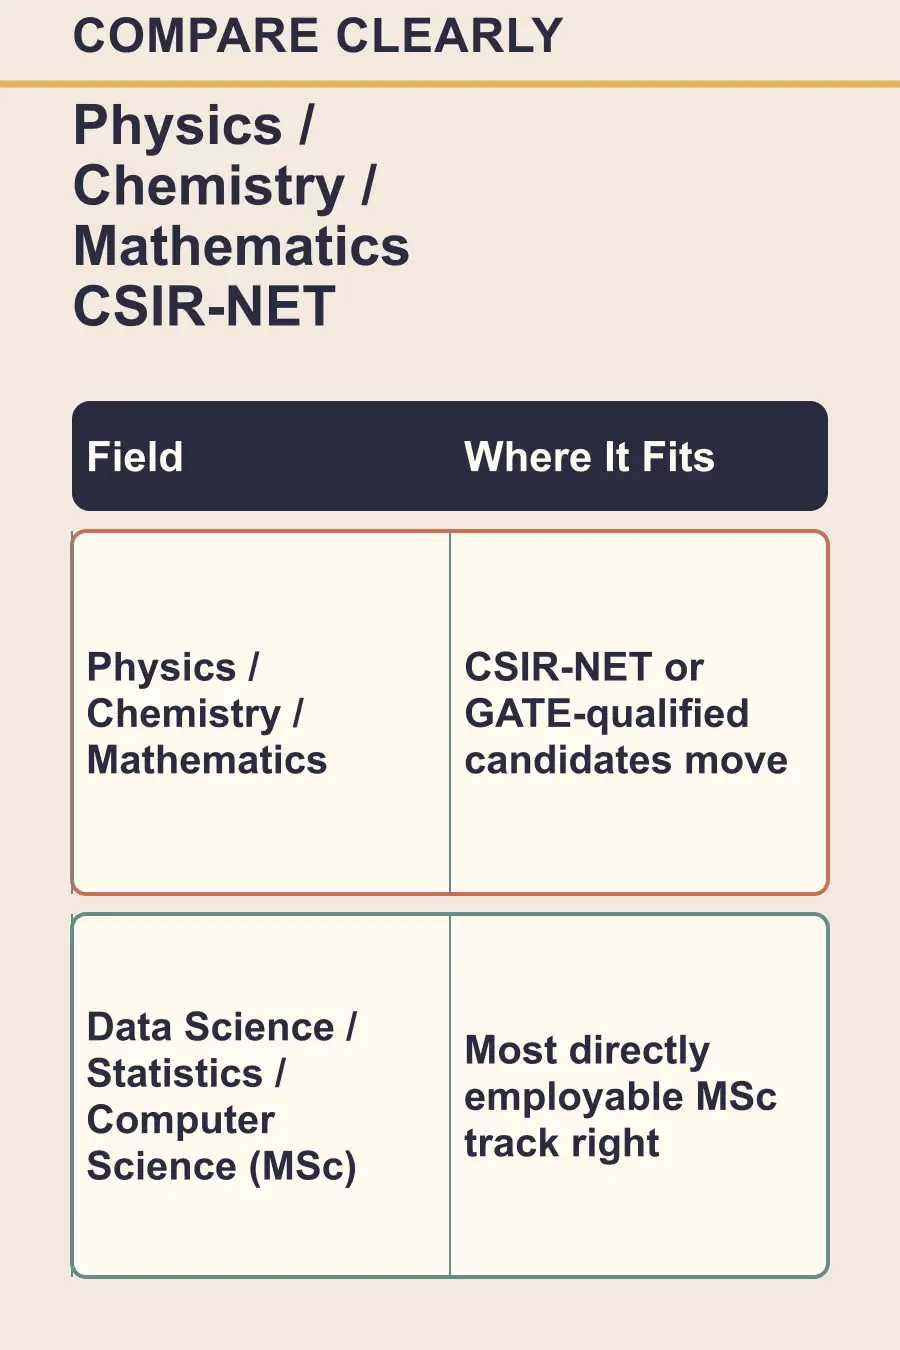 COMPARE CLEARLY
Physics /
Chemistry /
Mathematics
CSIR-NET
Field
Where It Fits
Physics /
Chemistry /
Mathematics
CSIR-NET or
GATE-qualified
candidates move
Data Science /
Statistics /
Computer
Science (MSc)
Most directly
employable MSc
track right